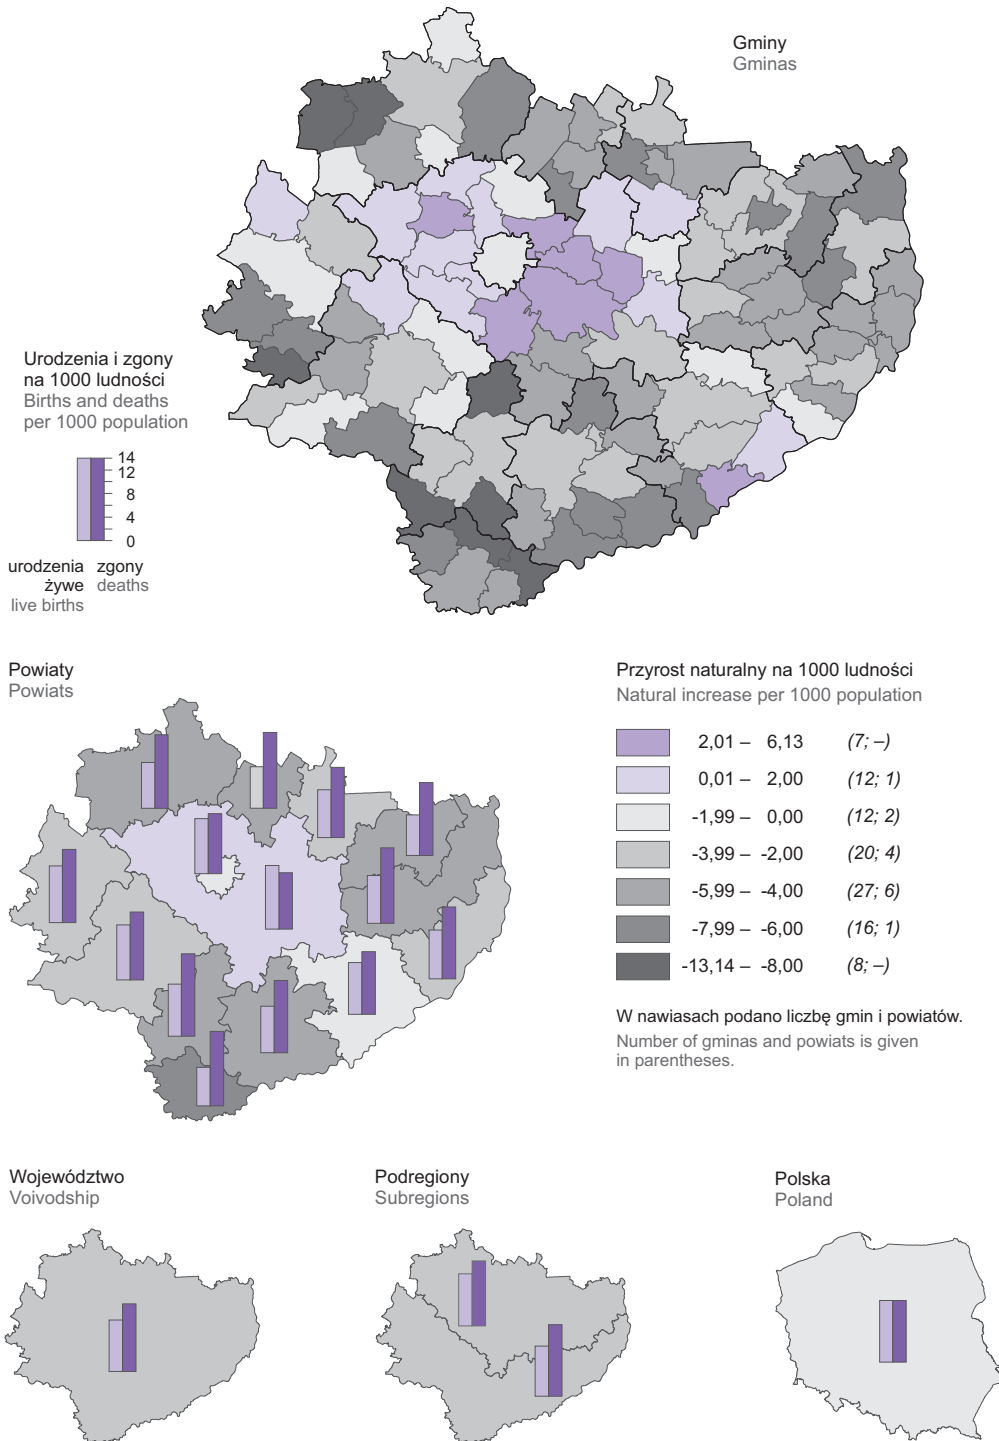 Gminy
Gminas
Urodzenia i zgony
na 1000 ludności
Births and deaths
per 1000 population
14
12
8
4
0
urodzenia żywe
live births
zgony
deaths
Powiaty
Powiats
Przyrost naturalny na 1000 ludności
Natural increase per 1000 population
2,01 – 6,13 (7; –)
0,01 – 2,00 (12; 1)
-1,99 – 0,00 (12; 2)
-3,99 – -2,00 (20; 4)
-5,99 – -4,00 (27; 6)
-7,99 – -6,00 (16; 1)
-13,14 – -8,00 (8; –)
W nawiasach podano liczbę gmin i powiatów.
Number of gminas and powiats is given
in parentheses.
Województwo
Voivodship
Podregiony
Subregions
Polska
Poland